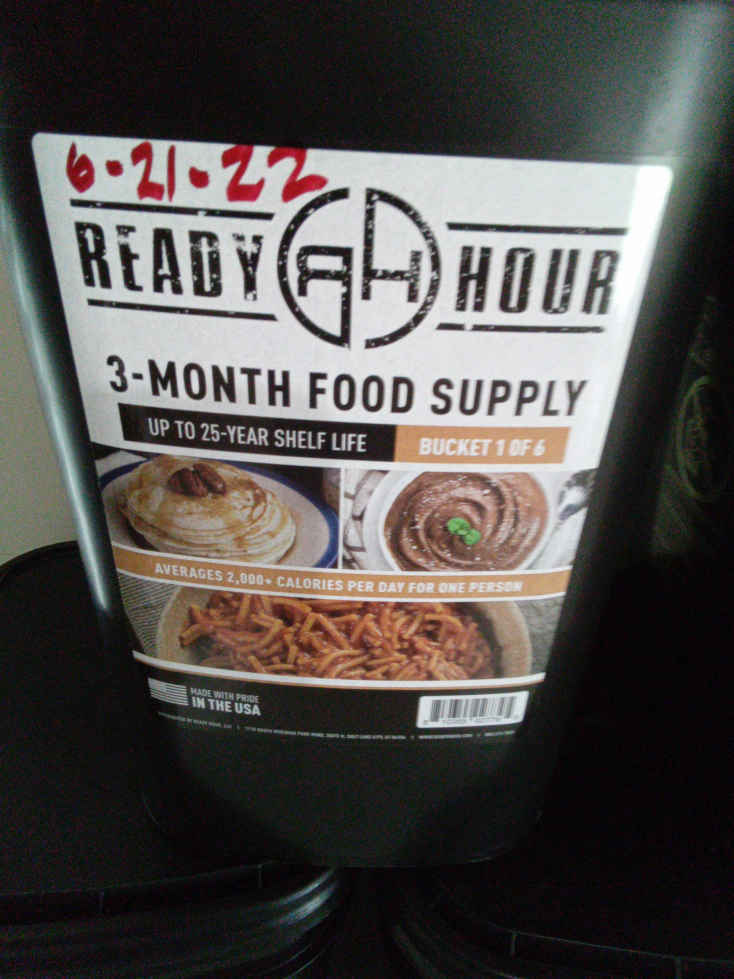 6.21.22
READY RH HOUR
3-MONTH FOOD SUPPLY
UP TO 25-YEAR SHELF LIFE
BUCKET 1 OF 6
AVERAGES 2,000+ CALORIES PER DAY FOR ONE PERSON
MADE WITH PRIDE
IN THE USA